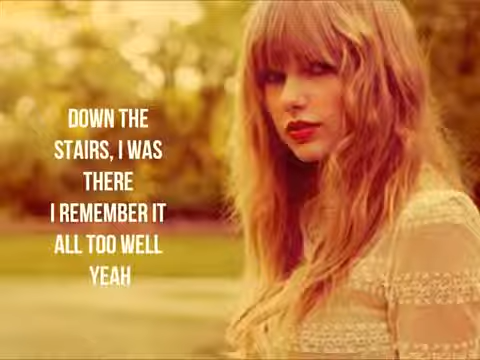 DOWN THE
STAIRS, I WAS
THERE
I REMEMBER IT
ALL TOO WELL
YEAH